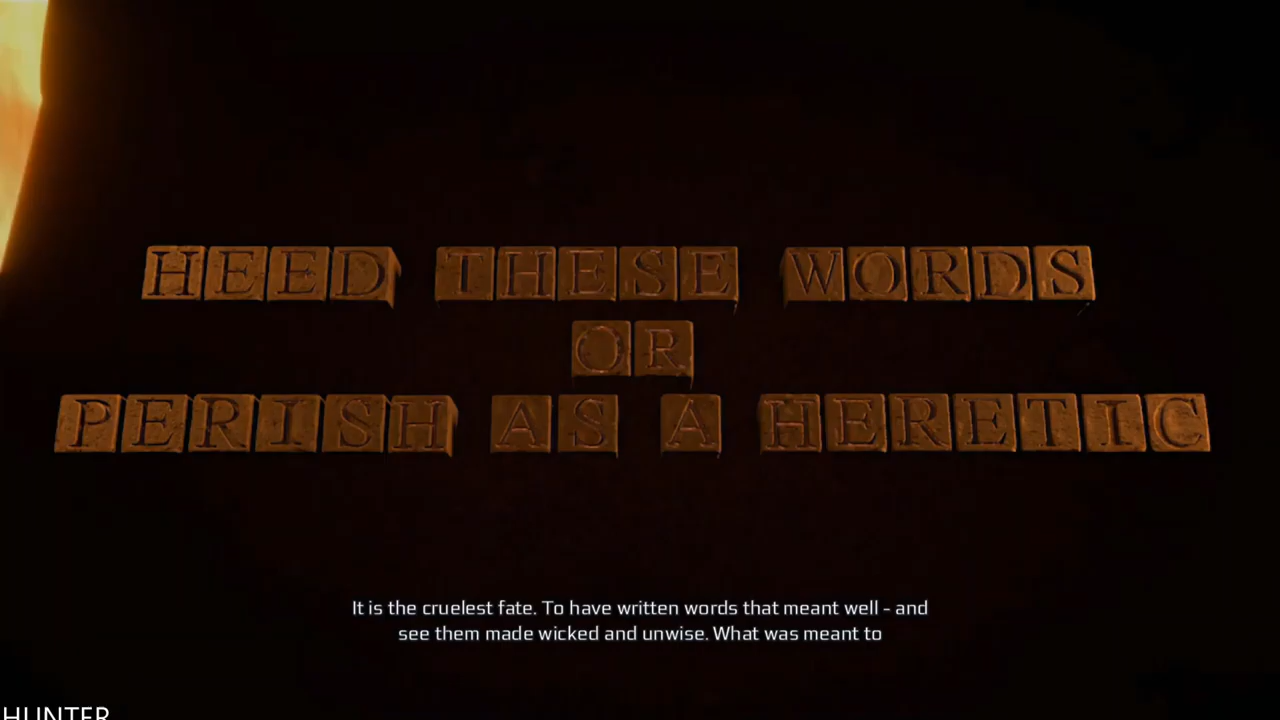 HEED THESE WORDS
OR
PERISH AS A HERETIC
It is the cruelest fate. To have written words that meant well - and
see them made wicked and unwise. What was meant to
HUNTER